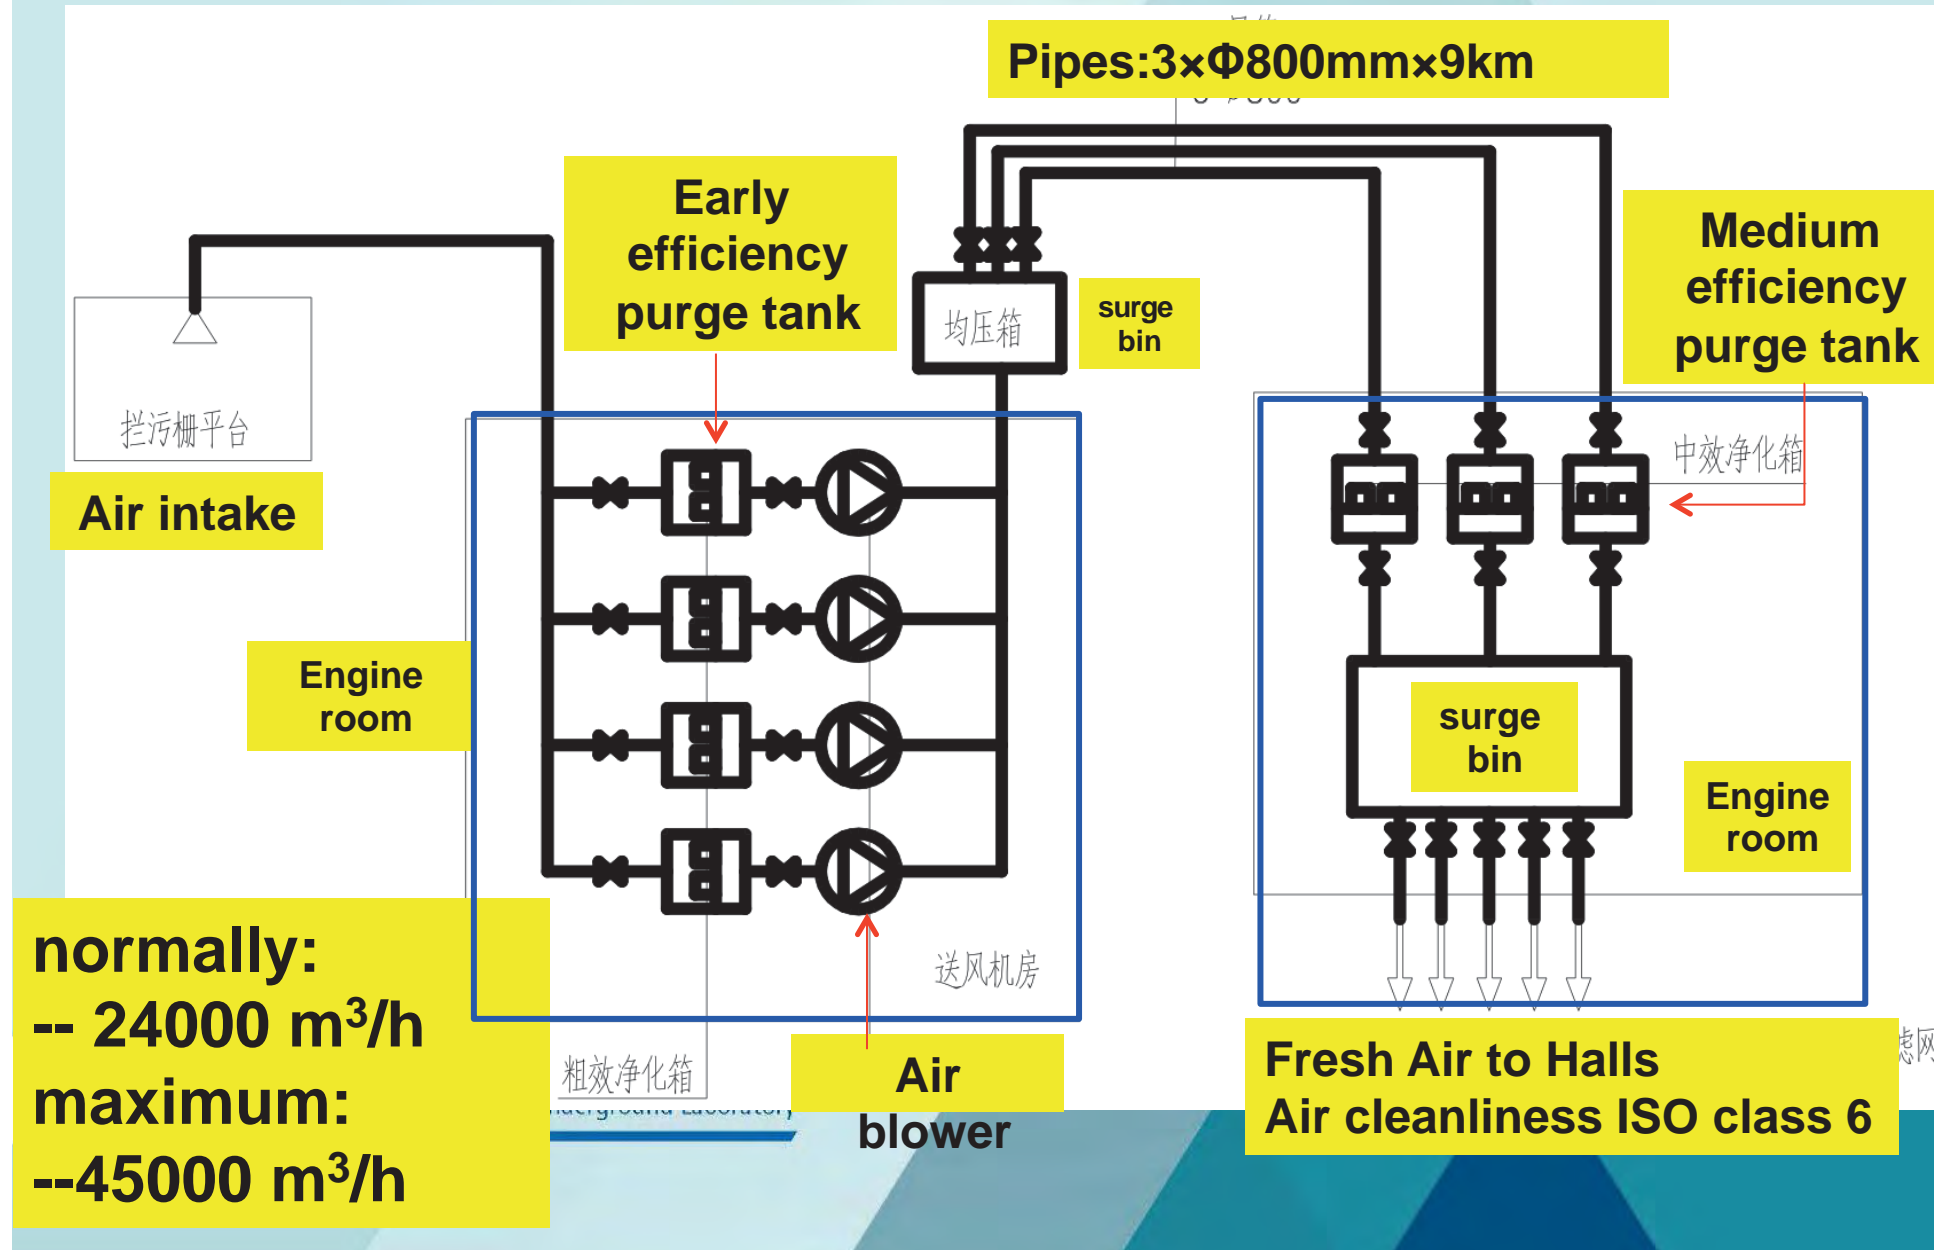 Pipes:3×Φ800mm×9km
Early
efficiency
purge tank
Medium
efficiency
purge tank
均压箱
surge
bin
拦污栅平台
Air intake
中效净化箱
Engine
room
surge
bin
Engine
room
normally:
-- 24000 m³/h
maximum:
--45000 m³/h
送风机房
粗效净化箱
Air
blower
Fresh Air to Halls
Air cleanliness ISO class 6
滤网
Laboratory